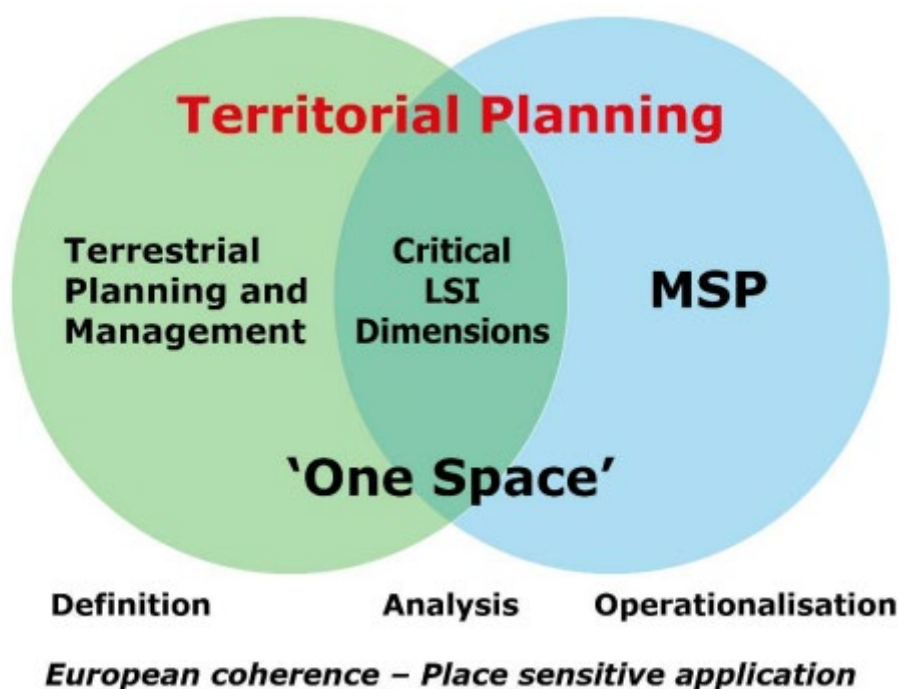 Territorial Planning
Terrestrial
Planning and
Management
Critical
LSI
Dimensions
MSP
‘One Space’
Definition
Analysis
Operationalisation
European coherence – Place sensitive application